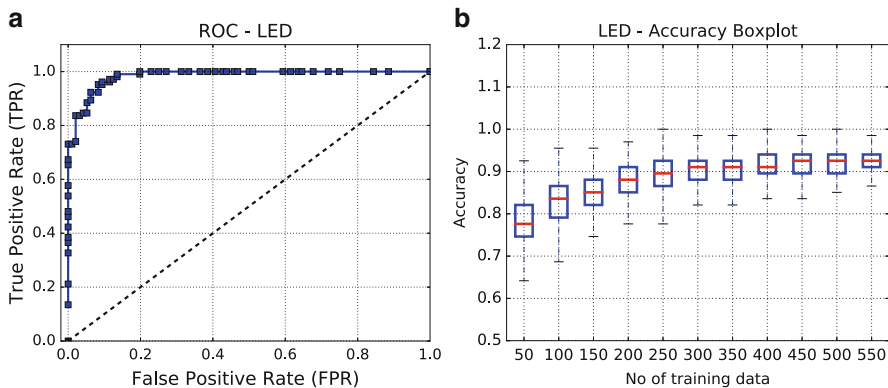 a
ROC - LED
True Positive Rate (TPR)
1.0
0.8
0.6
0.4
0.2
0.0
0.0 0.2 0.4 0.6 0.8 1.0
False Positive Rate (FPR)
b
LED - Accuracy Boxplot
Accuracy
1.2
1.1
1.0
0.9
0.8
0.7
0.6
0.5
50 100 150 200 250 300 350 400 450 500 550
No of training data